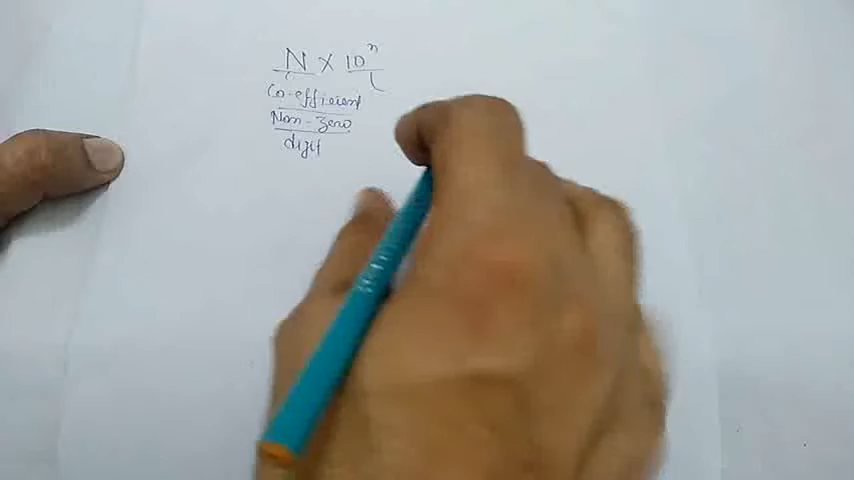 N × 10ⁿ
Co-efficient
Non-zero
digit